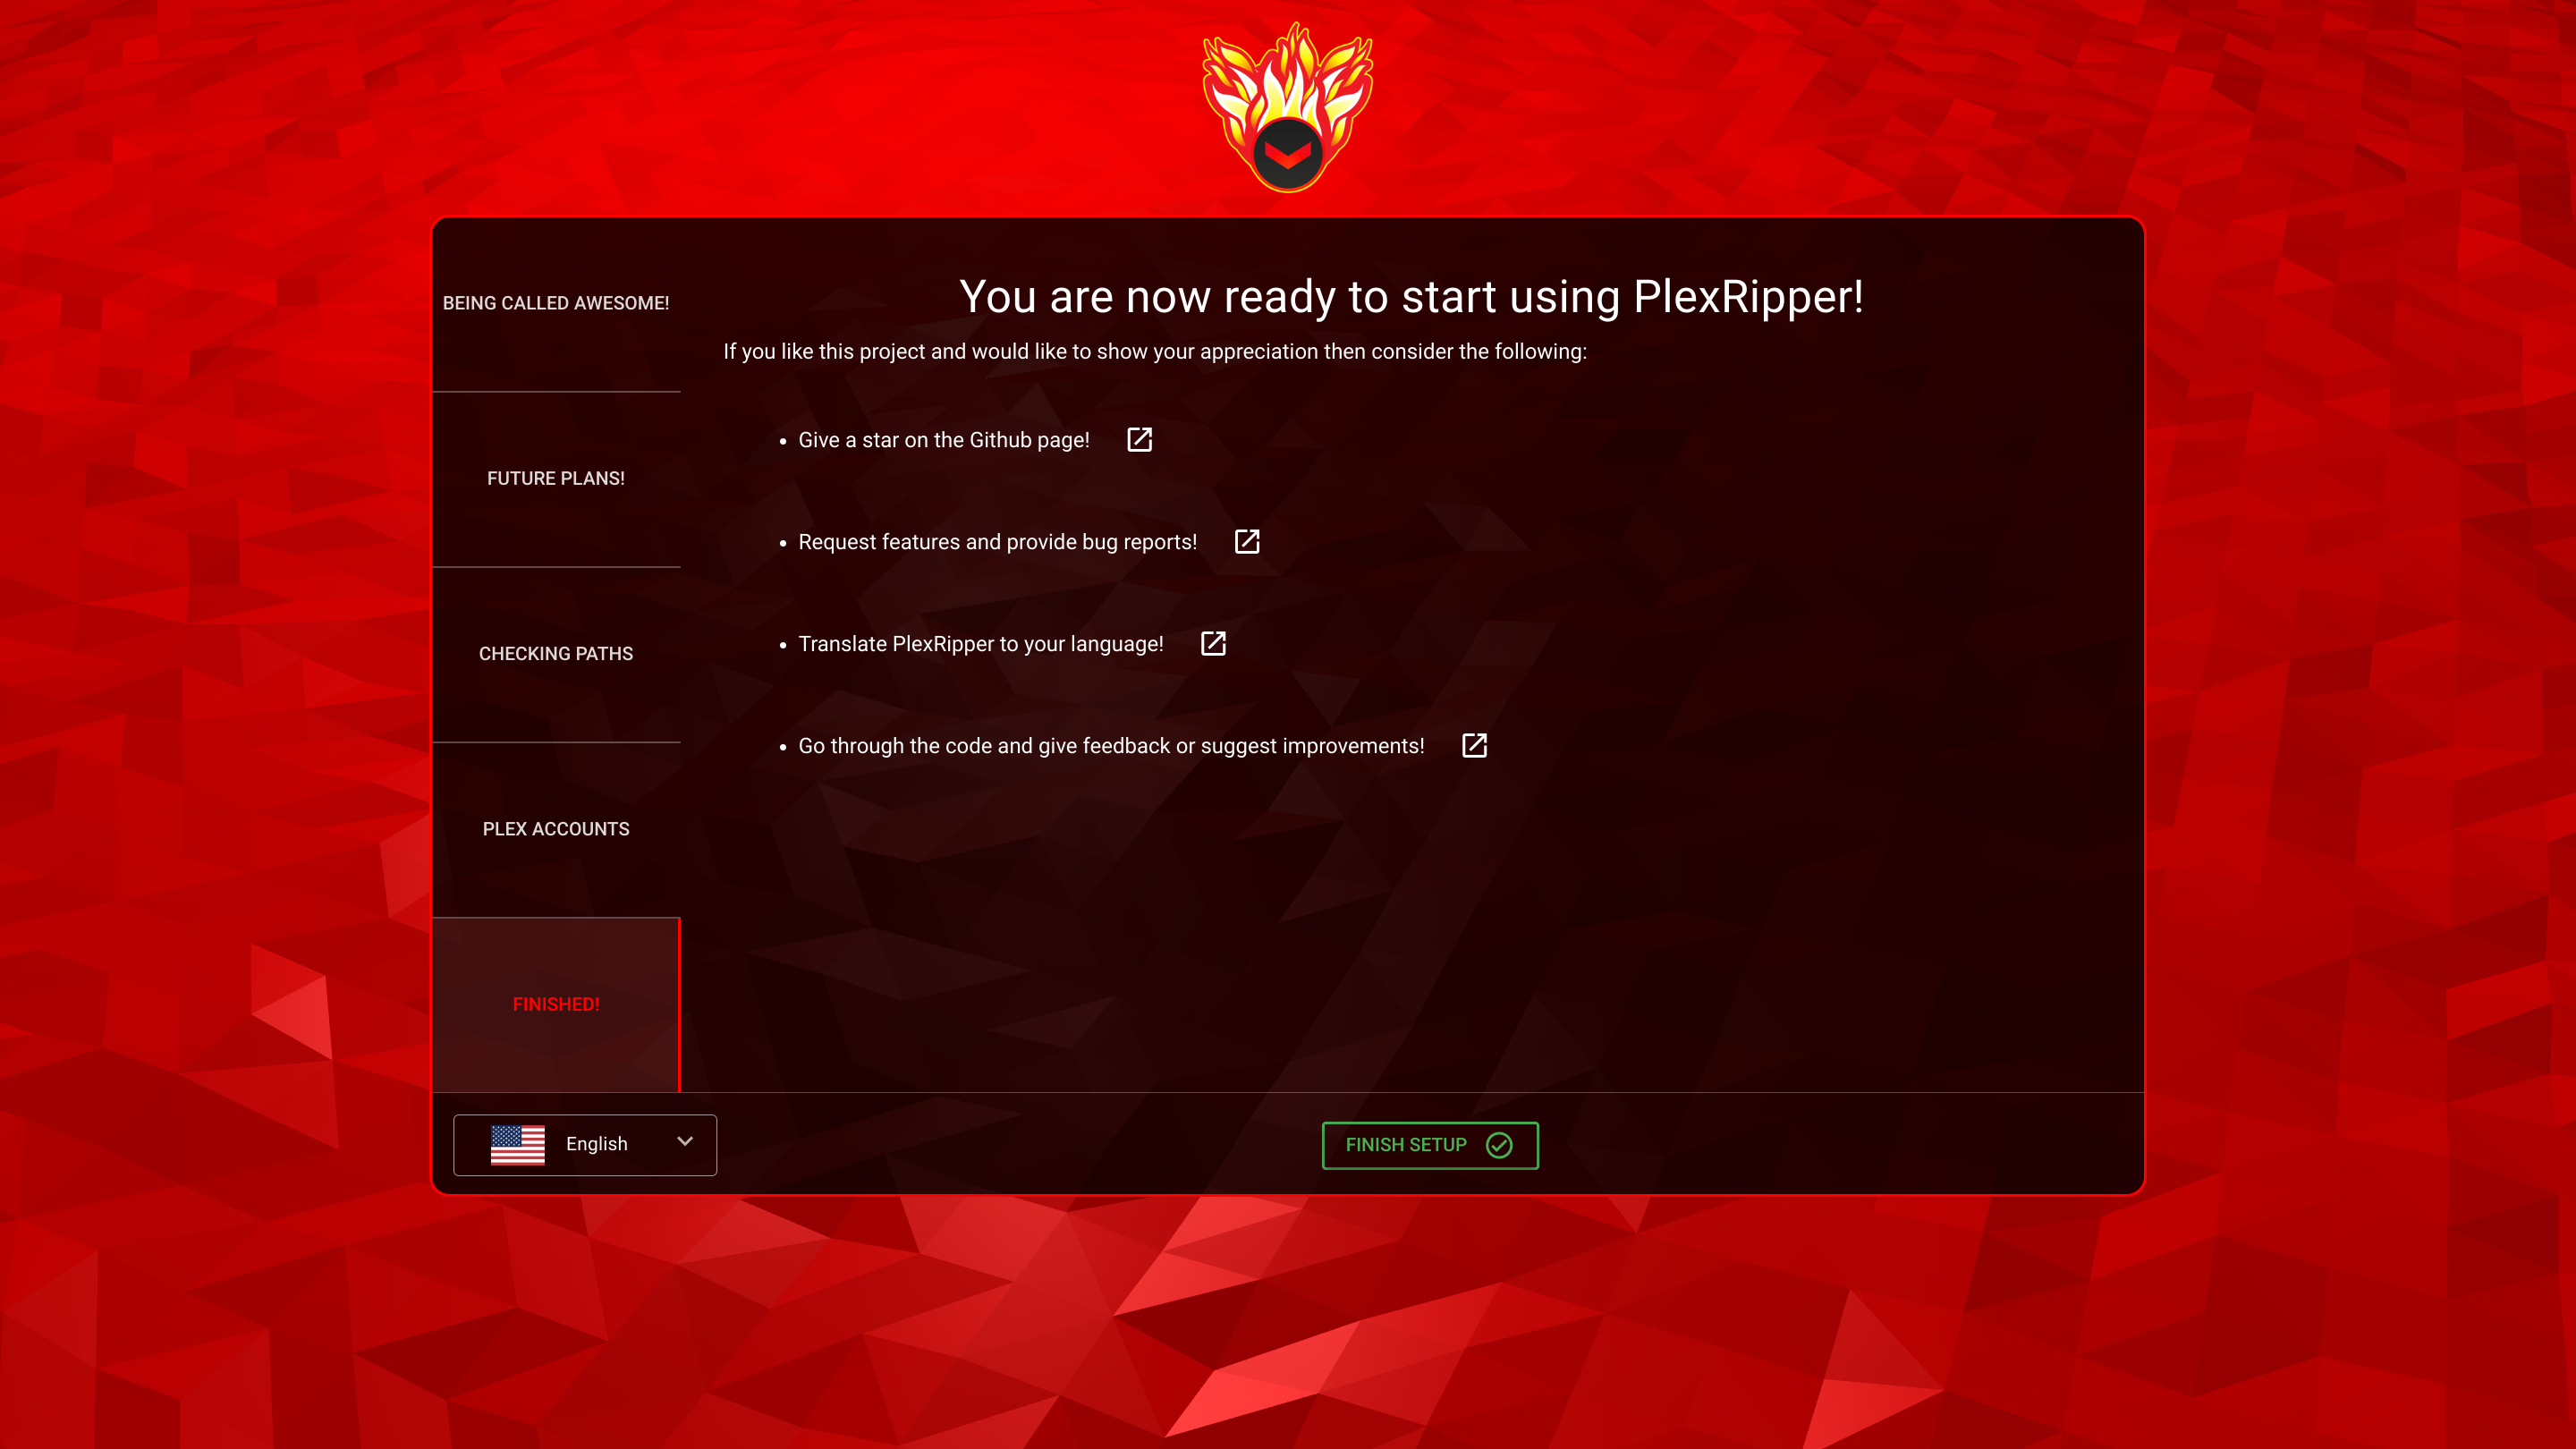 BEING CALLED AWESOME!
FUTURE PLANS!
CHECKING PATHS
PLEX ACCOUNTS
FINISHED!
You are now ready to start using PlexRipper!
If you like this project and would like to show your appreciation then consider the following:
• Give a star on the Github page!
• Request features and provide bug reports!
• Translate PlexRipper to your language!
• Go through the code and give feedback or suggest improvements!
English
FINISH SETUP